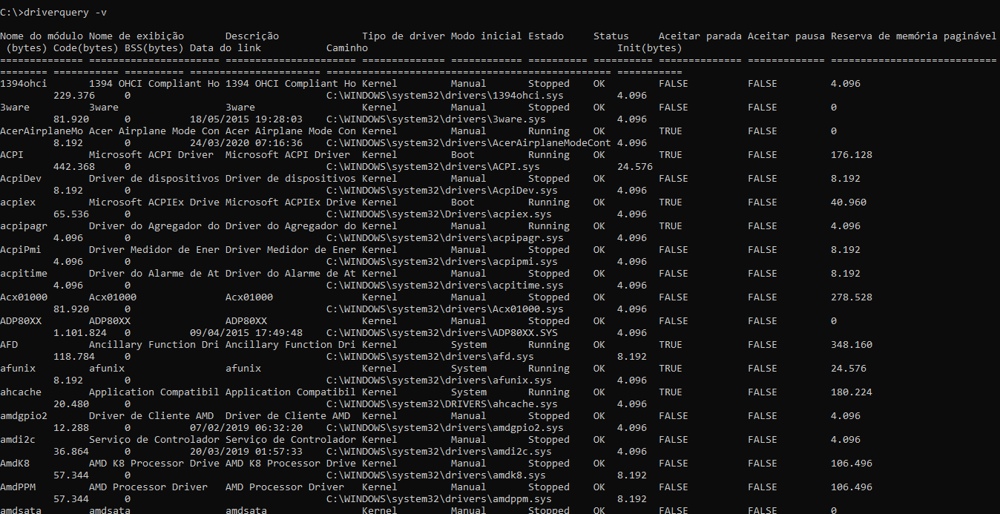 C:\>driverquery -v
Nome do módulo Nome de exibição       Descrição              Tipo de driver Modo inicial Estado     Status     Aceitar parada Aceitar pausa Reserva de memória paginável
 (bytes) Code(bytes) BSS(bytes) Data do link           Caminho                                          Init(bytes)
============== ====================== ====================== ============== ============ ========== ========== ============== ============= ============================
======== =========== ========== ====================== ================================================ ===========
1394ohci       1394 OHCI Compliant Ho 1394 OHCI Compliant Ho Kernel         Manual       Stopped    OK         FALSE          FALSE         4.096
         229.376     0                                 C:\WINDOWS\system32\drivers\1394ohci.sys         4.096
3ware          3ware                  3ware                  Kernel         Manual       Stopped    OK         FALSE          FALSE         0
         81.920      0          18/05/2015 19:28:03    C:\WINDOWS\system32\drivers\3ware.sys            4.096
AcerAirplaneMo Acer Airplane Mode Con Acer Airplane Mode Con Kernel         Manual       Running    OK         TRUE           FALSE         0
         8.192       0          24/03/2020 07:16:36    C:\WINDOWS\system32\drivers\AcerAirplaneModeCont 4.096
ACPI           Microsoft ACPI Driver  Microsoft ACPI Driver  Kernel         Boot         Running    OK         TRUE           FALSE         176.128
         442.368     0                                 C:\WINDOWS\system32\drivers\ACPI.sys             24.576
AcpiDev        Driver de dispositivos Driver de dispositivos Kernel         Manual       Stopped    OK         FALSE          FALSE         8.192
         8.192       0                                 C:\WINDOWS\system32\drivers\AcpiDev.sys          4.096
acpiex         Microsoft ACPIEx Drive Microsoft ACPIEx Drive Kernel         Boot         Running    OK         TRUE           FALSE         40.960
         65.536      0                                 C:\WINDOWS\system32\Drivers\acpiex.sys           4.096
acpipagr       Driver do Agregador do Driver do Agregador do Kernel         Manual       Running    OK         TRUE           FALSE         4.096
         4.096       0                                 C:\WINDOWS\system32\drivers\acpipagr.sys         4.096
AcpiPmi        Driver Medidor de Ener Driver Medidor de Ener Kernel         Manual       Stopped    OK         FALSE          FALSE         8.192
         4.096       0                                 C:\WINDOWS\system32\drivers\acpipmi.sys          4.096
acpitime       Driver do Alarme de At Driver do Alarme de At Kernel         Manual       Stopped    OK         FALSE          FALSE         8.192
         4.096       0                                 C:\WINDOWS\system32\drivers\acpitime.sys         4.096
Acx01000       Acx01000               Acx01000               Kernel         Manual       Stopped    OK         FALSE          FALSE         278.528
         81.920      0                                 C:\WINDOWS\system32\drivers\Acx01000.sys         4.096
ADP80XX        ADP80XX                ADP80XX                Kernel         Manual       Stopped    OK         FALSE          FALSE         0
         1.101.824   0          09/04/2015 17:49:48    C:\WINDOWS\system32\drivers\ADP80XX.SYS          4.096
AFD            Ancillary Function Dri Ancillary Function Dri Kernel         System       Running    OK         TRUE           FALSE         348.160
         118.784     0                                 C:\WINDOWS\system32\drivers\afd.sys              8.192
afunix         afunix                 afunix                 Kernel         System       Running    OK         TRUE           FALSE         24.576
         8.192       0                                 C:\WINDOWS\system32\drivers\afunix.sys           4.096
ahcache        Application Compatibil Application Compatibil Kernel         System       Running    OK         TRUE           FALSE         180.224
         20.480      0                                 C:\WINDOWS\system32\DRIVERS\ahcache.sys          4.096
amdgpio2       Driver de Cliente AMD  Driver de Cliente AMD  Kernel         Manual       Stopped    OK         FALSE          FALSE         4.096
         12.288      0          07/02/2019 06:32:20    C:\WINDOWS\system32\drivers\amdgpio2.sys         4.096
amdi2c         Serviço de Controlador Serviço de Controlador Kernel         Manual       Stopped    OK         FALSE          FALSE         4.096
         36.864      0          20/03/2019 01:57:33    C:\WINDOWS\system32\drivers\amdi2c.sys           4.096
AmdK8          AMD K8 Processor Drive AMD K8 Processor Drive Kernel         Manual       Stopped    OK         FALSE          FALSE         106.496
         57.344      0                                 C:\WINDOWS\system32\drivers\amdk8.sys            8.192
AmdPPM         AMD Processor Driver   AMD Processor Driver   Kernel         Manual       Stopped    OK         FALSE          FALSE         106.496
         57.344      0                                 C:\WINDOWS\system32\drivers\amdppm.sys           8.192
amdsata        amdsata                amdsata                Kernel         Manual       Stopped    OK         FALSE          FALSE         0